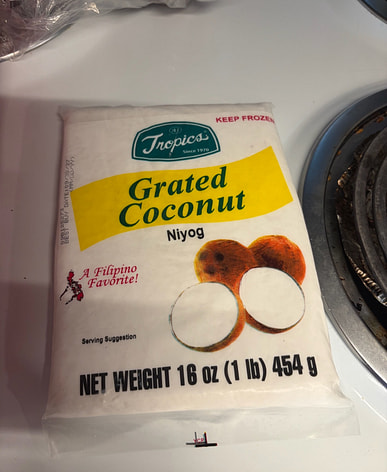 KEEP FROZEN
Tropics
Since 1976
Grated
Coconut
Niyog
A Filipino
Favorite!
Serving Suggestion
NET WEIGHT 16 oz (1 lb) 454 g